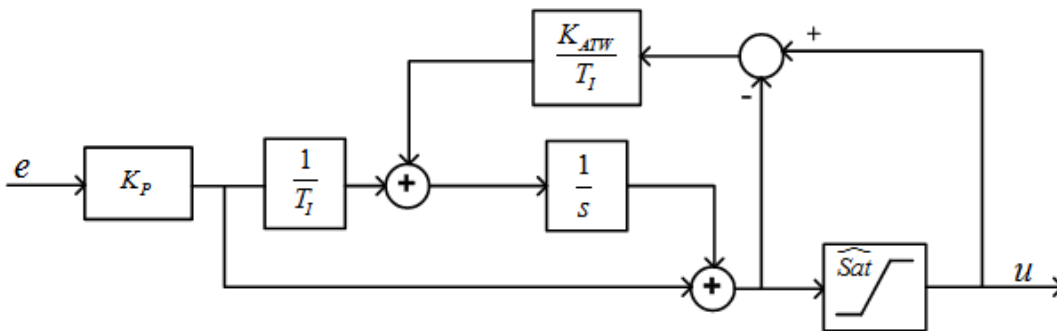 K_ATW
T_I
+
-
e
K_P
1
T_I
+
1
s
+
Sat
u